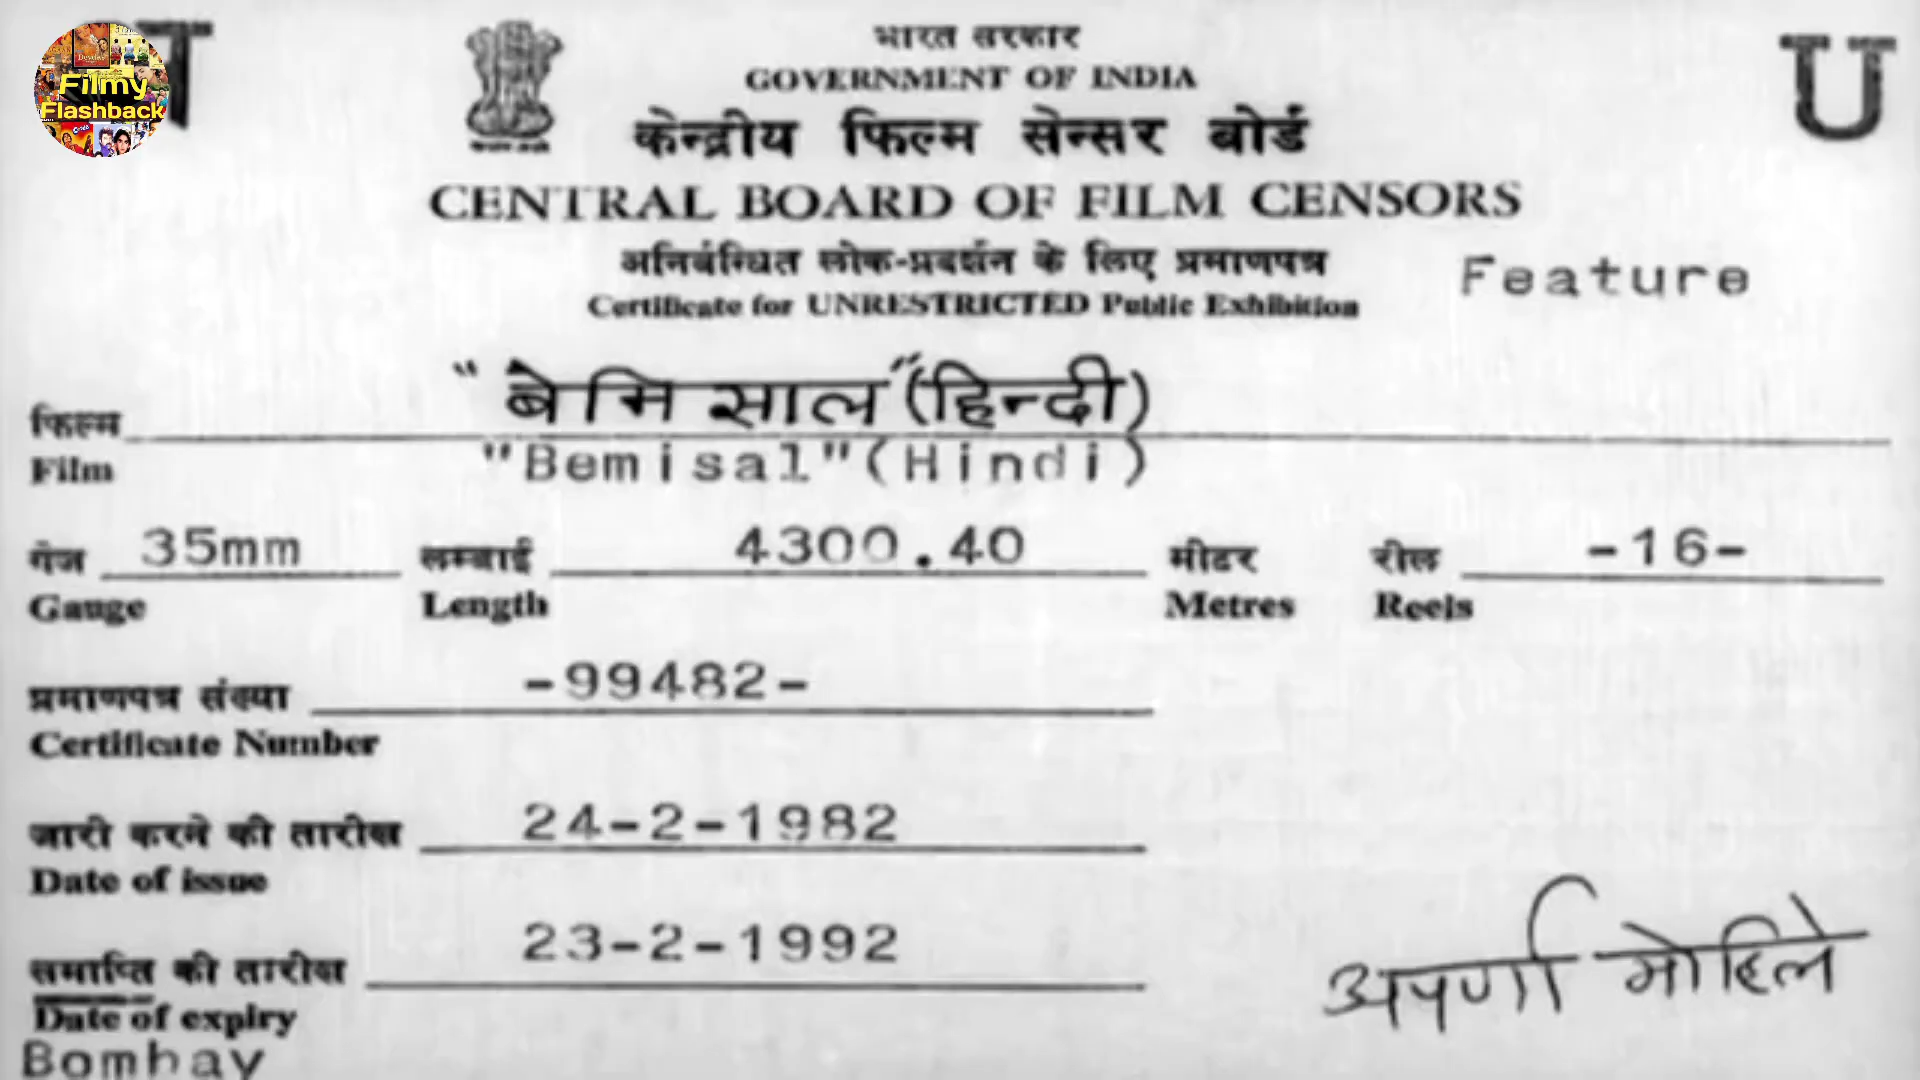 Filmy
Flashback
U
भारत सरकार
GOVERNMENT OF INDIA
केन्द्रीय फिल्म सेन्सर बोर्ड
CENTRAL BOARD OF FILM CENSORS
अनिर्बन्धित लोक-प्रदर्शन के लिए प्रमाणपत्र
Certificate for UNRESTRICTED Public Exhibition
Feature
फिल्म "बेमिसाल" (हिन्दी)
Film "Bemisal" (Hindi)
गेज 35mm लम्बाई 4300.40 मीटर रील -16-
Gauge Length Metres Reels
प्रमाणपत्र संख्या -99482-
Certificate Number
जारी करने की तारीख 24-2-1982
Date of issue
समाप्ति की तारीख 23-2-1992
Date of expiry
Bombay
अपर्णा मोहिले